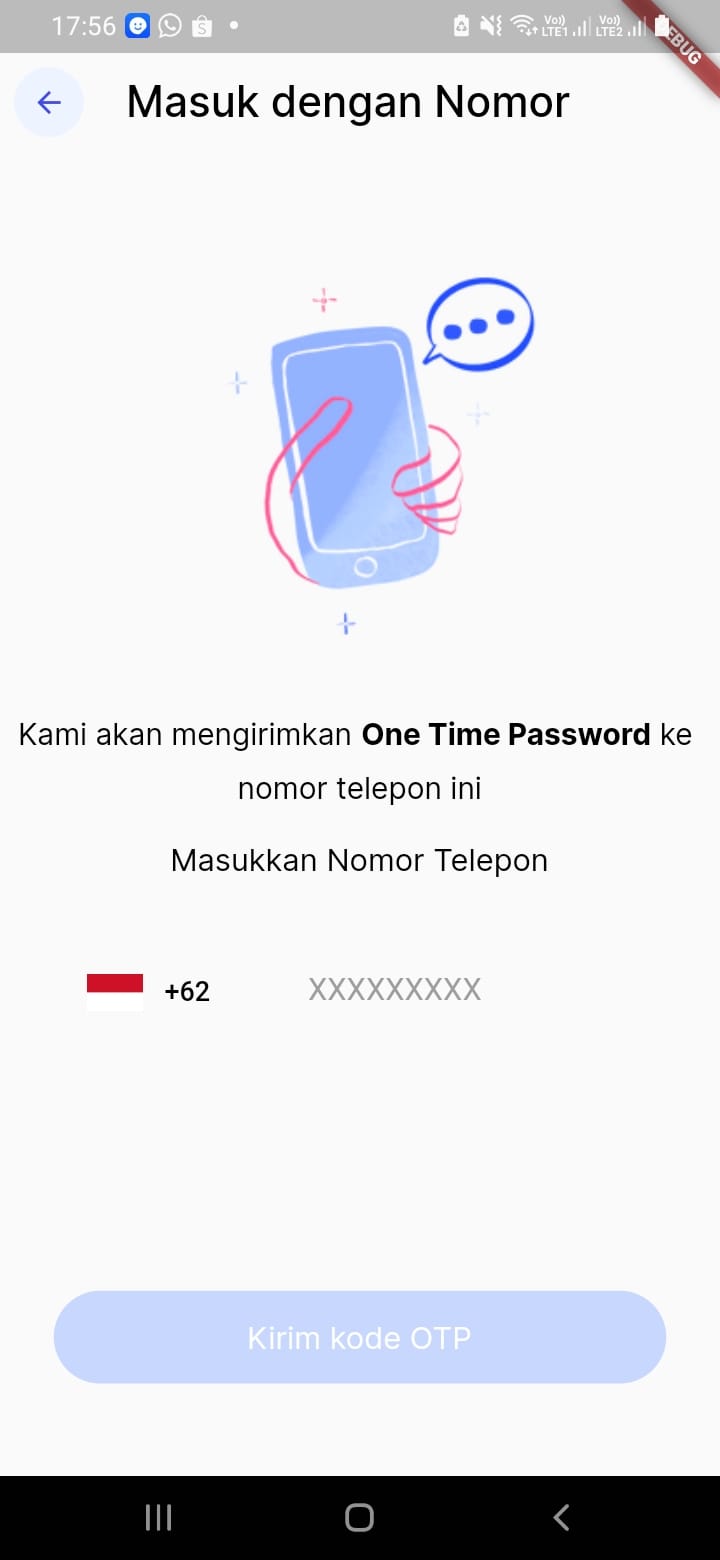 17:56
Vo)) LTE1 Vo)) LTE2
Masuk dengan Nomor
Kami akan mengirimkan One Time Password ke
nomor telepon ini
Masukkan Nomor Telepon
+62 XXXXXXXXX
Kirim kode OTP